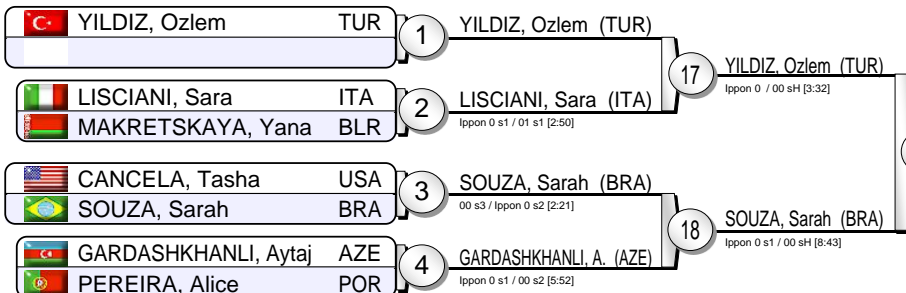 YILDIZ, Ozlem TUR
1
YILDIZ, Ozlem (TUR)
17
YILDIZ, Ozlem (TUR)
Ippon 0 / 00 sH [3:32]
LISCIANI, Sara ITA
MAKRETSKAYA, Yana BLR
2
LISCIANI, Sara (ITA)
Ippon 0 s1 / 01 s1 [2:50]
CANCELA, Tasha USA
SOUZA, Sarah BRA
3
SOUZA, Sarah (BRA)
00 s3 / Ippon 0 s2 [2:21]
18
SOUZA, Sarah (BRA)
Ippon 0 s1 / 00 sH [8:43]
GARDASHKHANLI, Aytaj AZE
PEREIRA, Alice POR
4
GARDASHKHANLI, A. (AZE)
Ippon 0 s1 / 00 s2 [5:52]